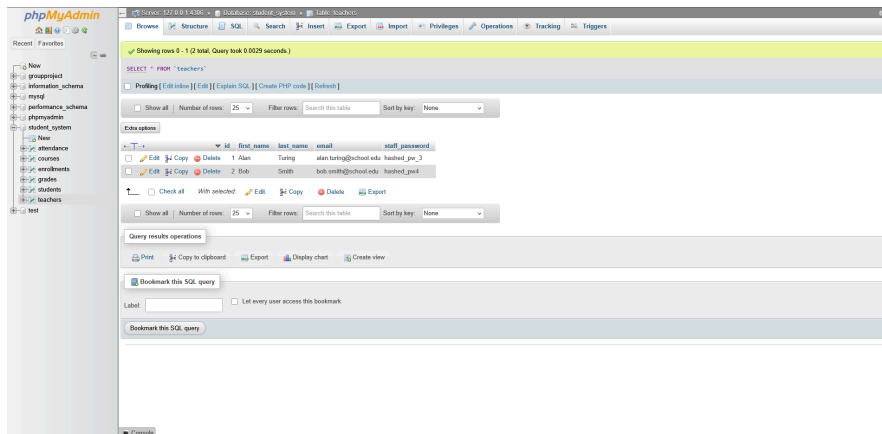 phpMyAdmin
Recent Favorites
New
groupproject
information_schema
mysql
performance_schema
phpmyadmin
student_system
New
attendance
courses
enrollments
grades
students
teachers
test
Server: 127.0.0.1:4306 » Database: student_system » Table: teachers
Browse Structure SQL Search Insert Export Import Privileges Operations Tracking Triggers
Showing rows 0 - 1 (2 total, Query took 0.0029 seconds.)
SELECT * FROM `teachers`
Profiling [ Edit inline ] [ Edit ] [ Explain SQL ] [ Create PHP code ] [ Refresh ]
Show all | Number of rows: 25 Filter rows: Search this table Sort by key: None
Extra options
←T→ id first_name last_name email staff_password
Edit Copy Delete 1 Alan Turing alan.turing@school.edu hashed_pw_3
Edit Copy Delete 2 Bob Smith bob.smith@school.edu hashed_pw4
Check all With selected: Edit Copy Delete Export
Show all | Number of rows: 25 Filter rows: Search this table Sort by key: None
Query results operations
Print Copy to clipboard Export Display chart Create view
Bookmark this SQL query
Label: Let every user access this bookmark
Bookmark this SQL query
Console